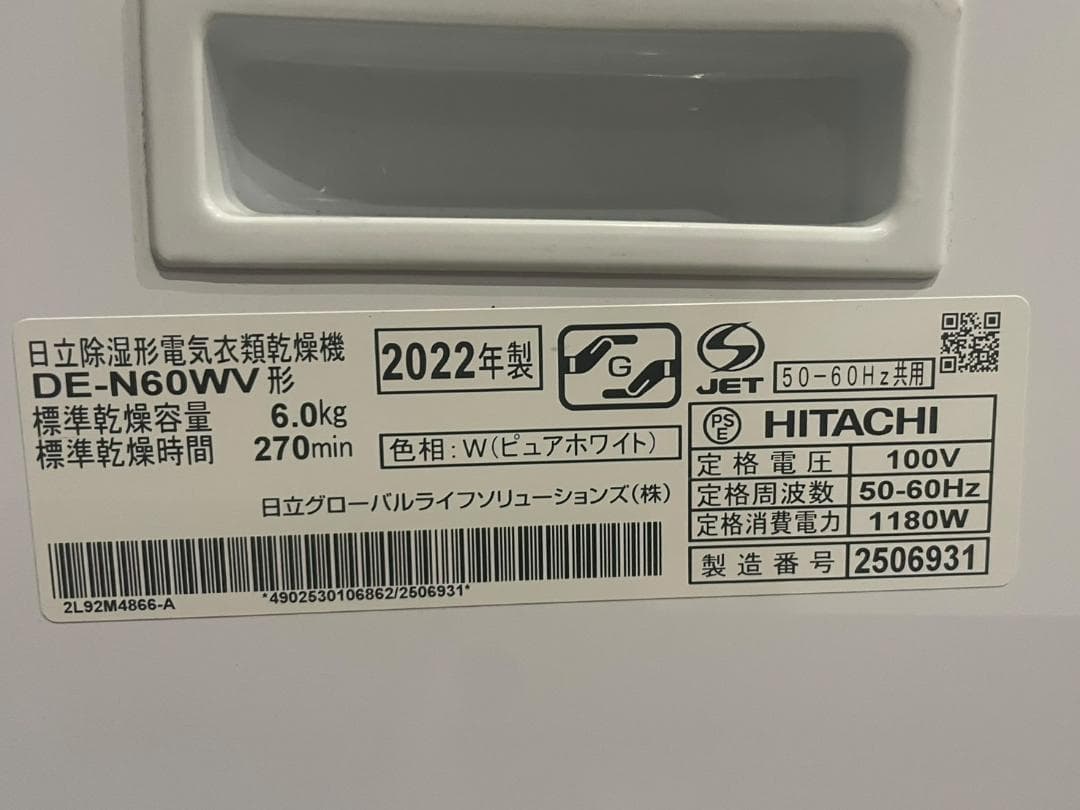 日立除湿形電気衣類乾燥機
DE-N60WV形
標準乾燥容量 6.0kg
標準乾燥時間 270min
2022年製
G
JET
50-60Hz共用
色相:W(ピュアホワイト)
日立グローバルライフソリューションズ(株)
2L92M4866-A
*4902530106862/2506931*
PSE HITACHI
定格電圧 100V
定格周波数 50-60Hz
定格消費電力 1180W
製造番号 2506931